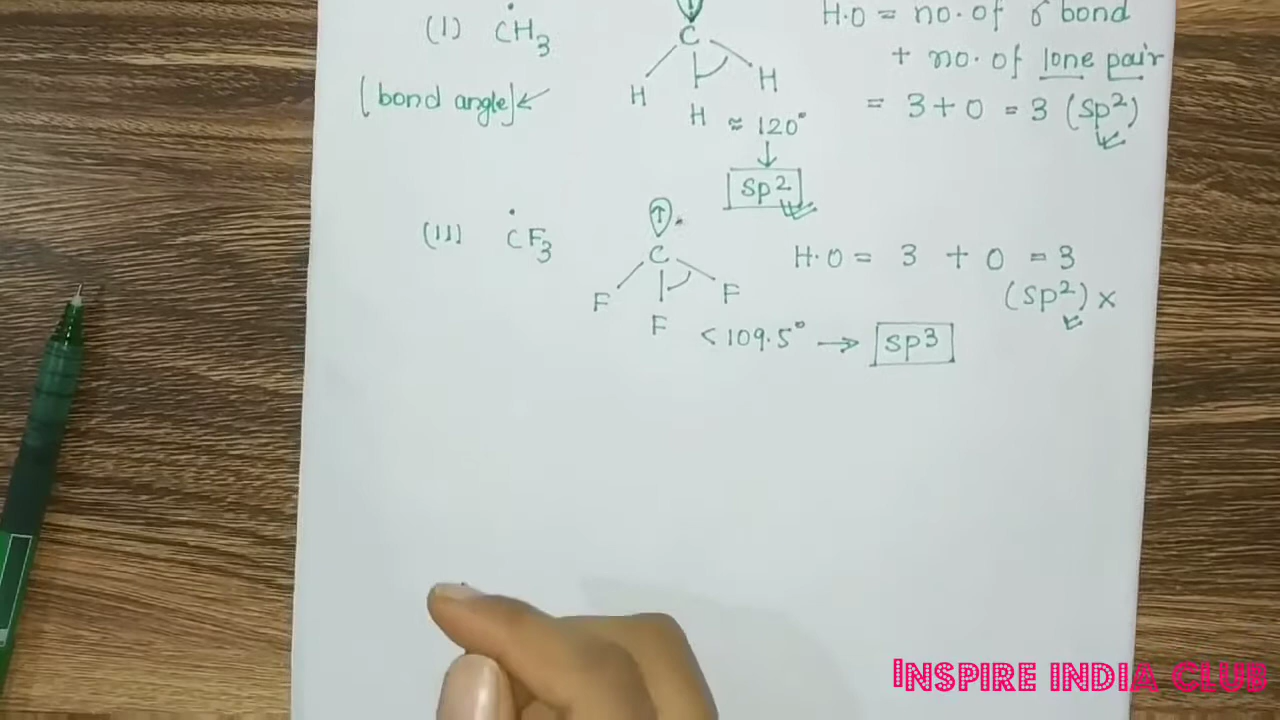 (I) ĊH3
H.O = no. of σ bond
C
+ no. of lone pair
H H H
[bond angle]
= 3 + 0 = 3 (sp²)
≈ 120°
↓
sp²
(II) ĊF3
↑
C
F F F
H.O = 3 + 0 = 3
(sp²) ×
< 109.5° → sp3
INSPIRE INDIA CLUB